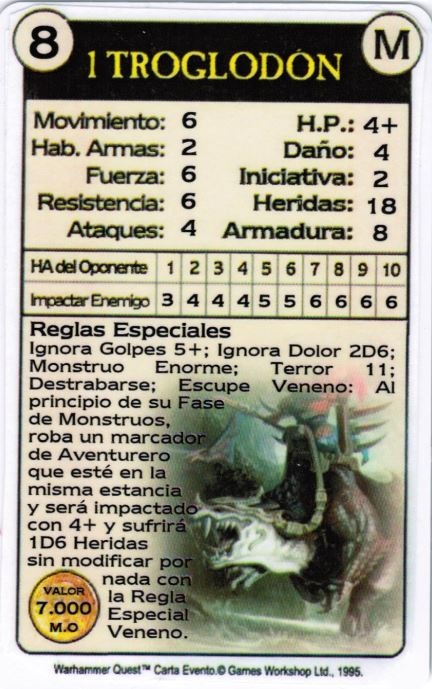 8
M
1 TROGLODÓN
Movimiento: 6
H.P.: 4+
Hab. Armas: 2
Daño: 4
Fuerza: 6
Iniciativa: 2
Resistencia: 6
Heridas: 18
Ataques: 4
Armadura: 8
HA del Oponente 1 2 3 4 5 6 7 8 9 10
Impactar Enemigo 3 4 4 4 5 5 6 6 6 6
Reglas Especiales
Ignora Golpes 5+; Ignora Dolor 2D6;
Monstruo Enorme; Terror 11;
Destrabarse; Escupe Veneno: Al
principio de su Fase
de Monstruos,
roba un marcador
de Aventurero
que esté en la
misma estancia
y será impactado
con 4+ y sufrirá
1D6 Heridas
sin modificar por
nada con
la Regla
Especial
Veneno.
VALOR
7.000
M.O
Warhammer Quest™ Carta Evento.© Games Workshop Ltd., 1995.